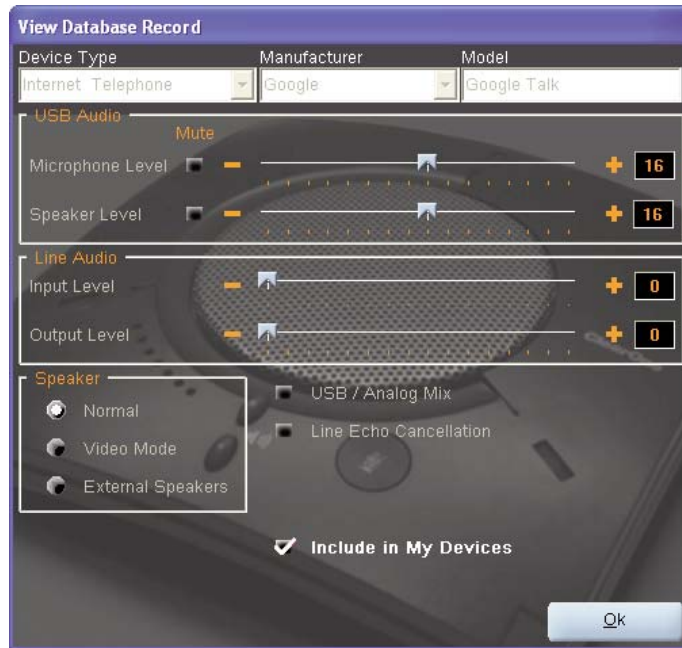 View Database Record
Device Type Manufacturer Model
Internet Telephone Google Google Talk
USB Audio
Mute
Microphone Level 16
Speaker Level 16
Line Audio
Input Level 0
Output Level 0
Speaker
Normal
Video Mode
External Speakers
USB / Analog Mix
Line Echo Cancellation
Include in My Devices
Ok